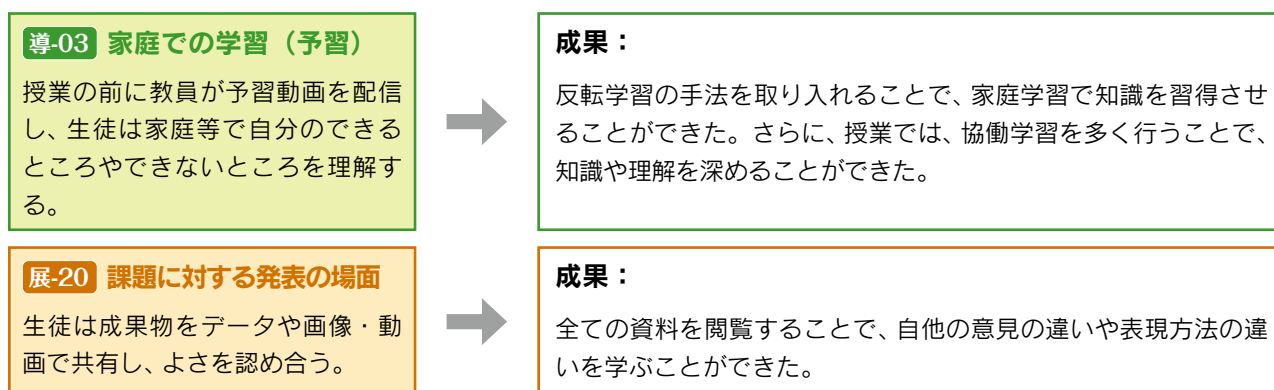 導-03 家庭での学習（予習）
授業の前に教員が予習動画を配信
し、生徒は家庭等で自分のできる
ところやできないところを理解す
る。
成果：
反転学習の手法を取り入れることで、家庭学習で知識を習得させ
ることができた。さらに、授業では、協働学習を多く行うことで、
知識や理解を深めることができた。
展-20 課題に対する発表の場面
生徒は成果物をデータや画像・動
画で共有し、よさを認め合う。
成果：
全ての資料を閲覧することで、自他の意見の違いや表現方法の違
いを学ぶことができた。